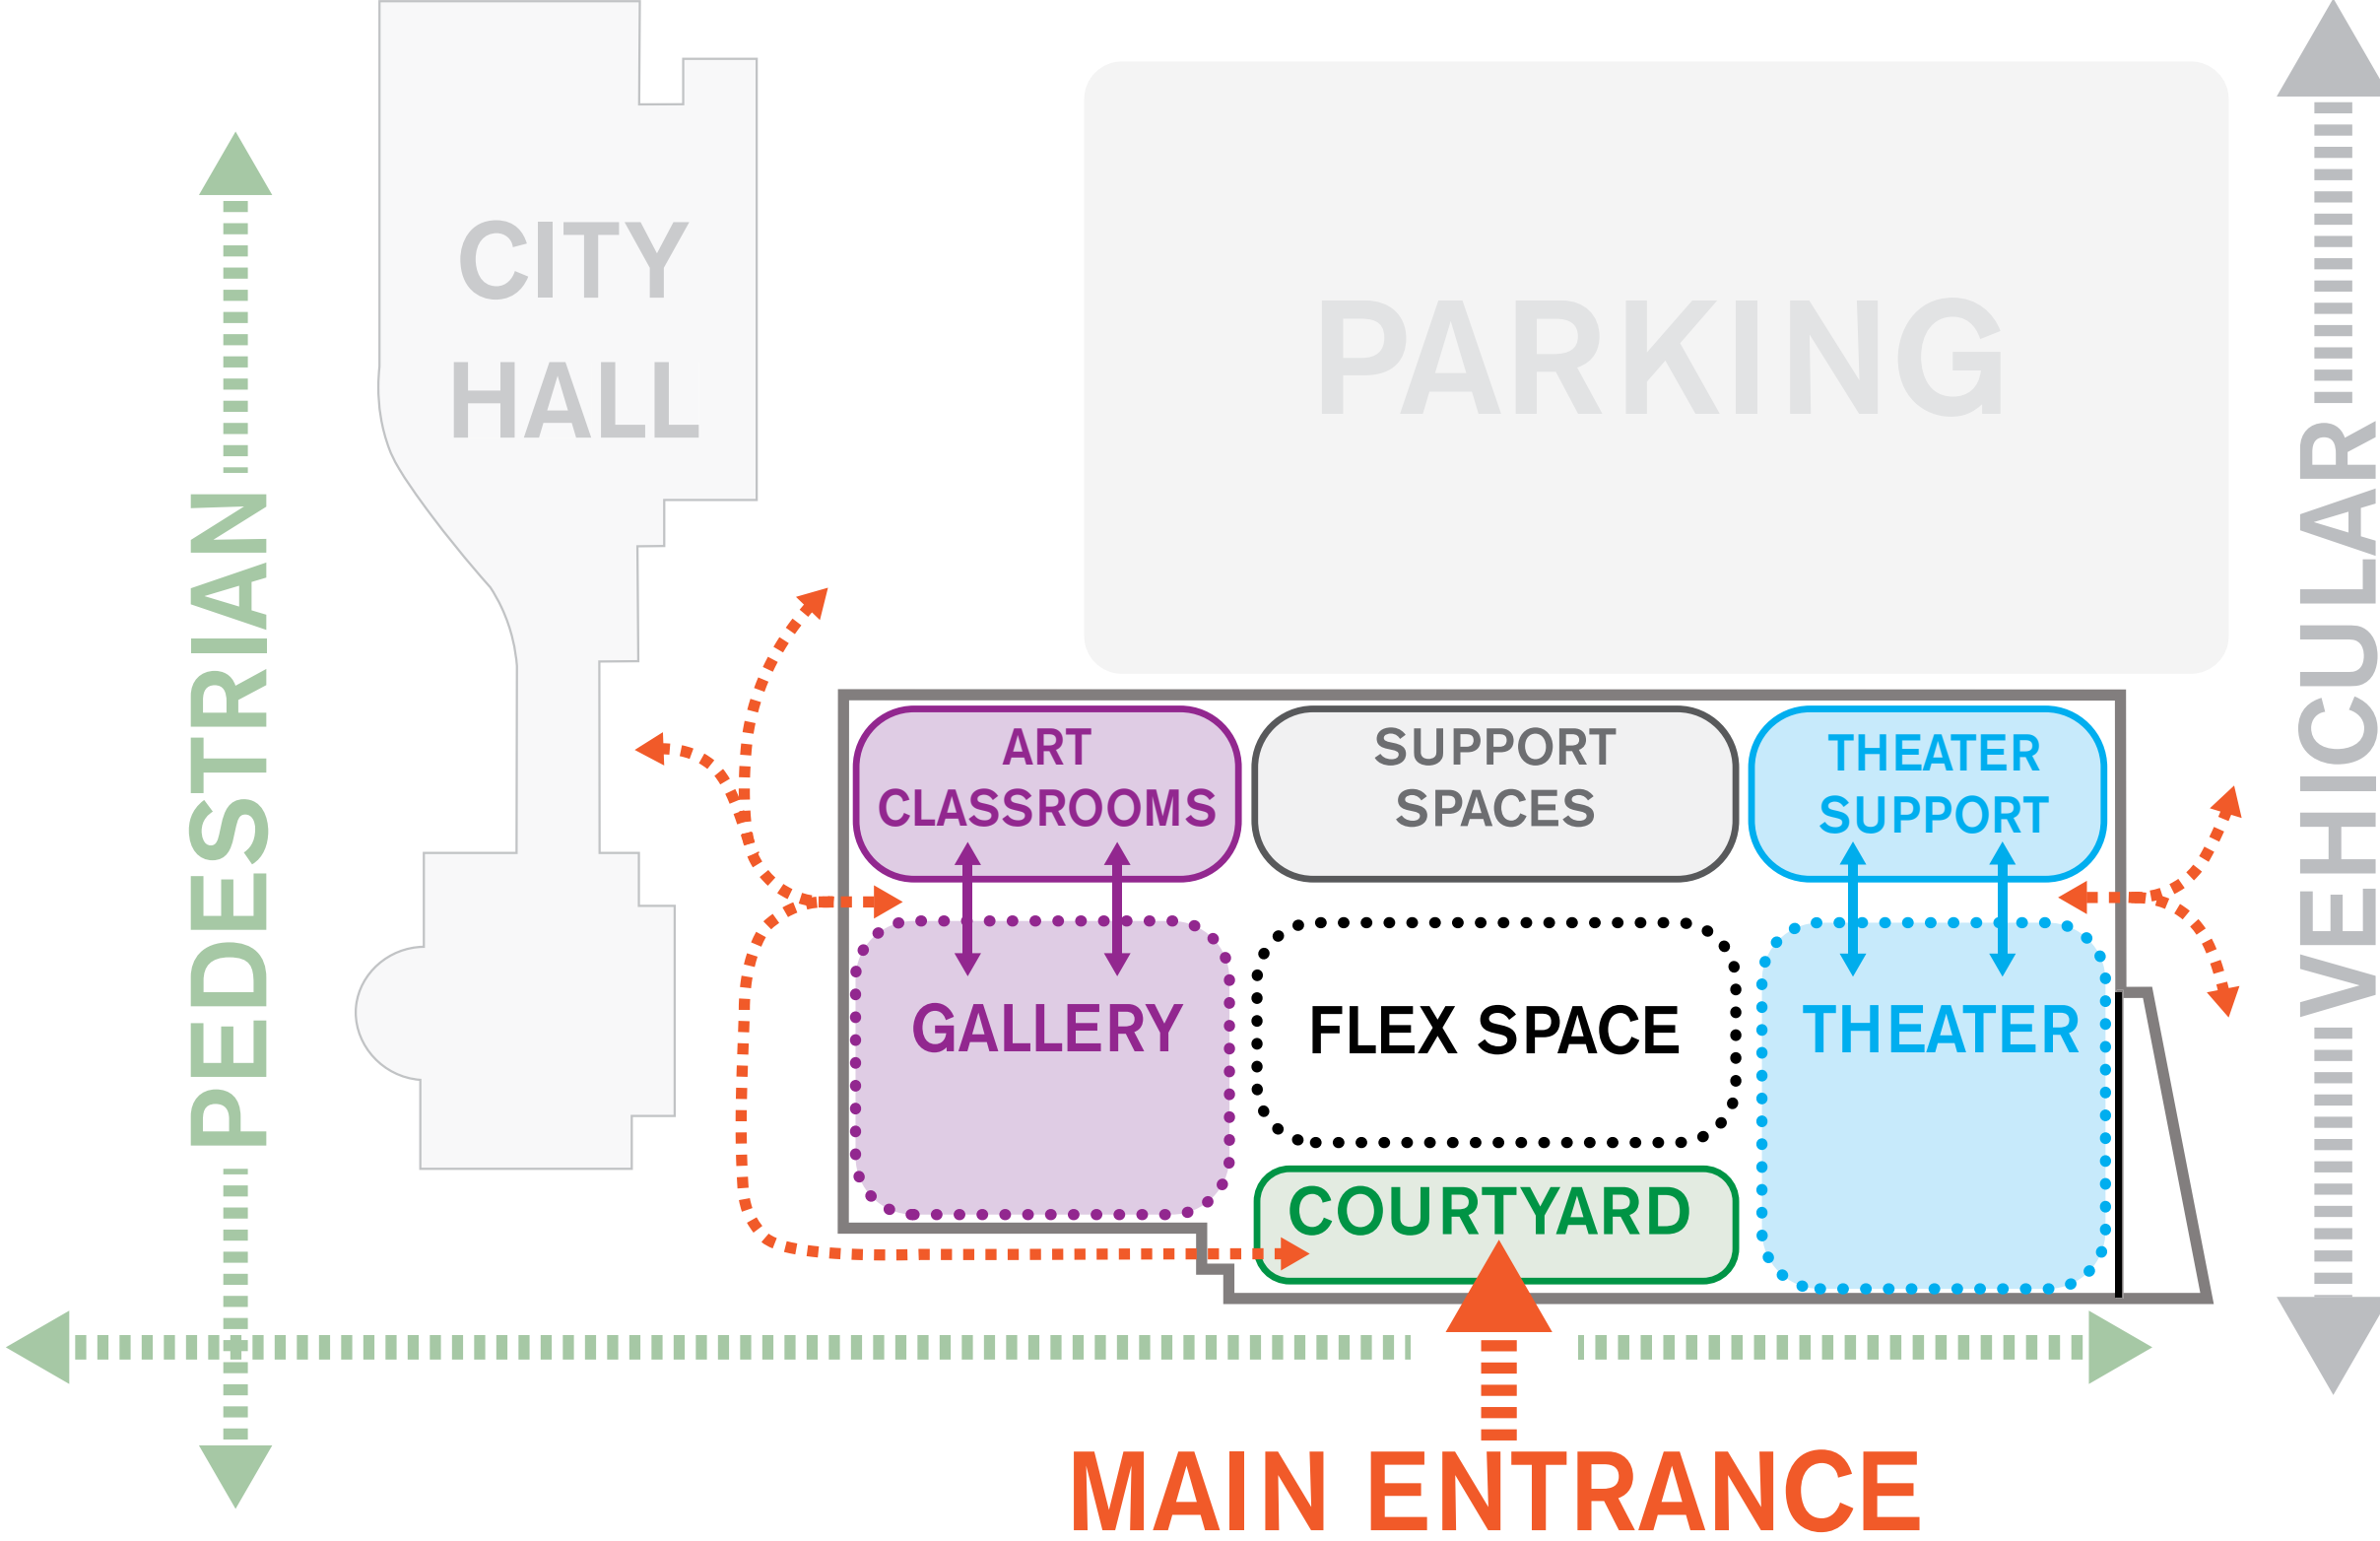 CITY
HALL
PARKING
PEDESTRIAN
VEHICULAR
ART
CLASSROOMS
SUPPORT
SPACES
THEATER
SUPPORT
GALLERY
FLEX SPACE
THEATER
COURTYARD
MAIN ENTRANCE